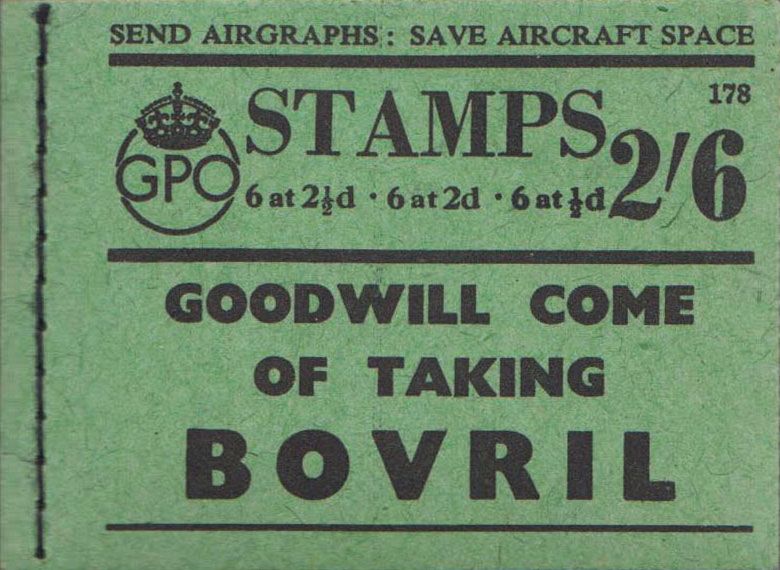 SEND AIRGRAPHS : SAVE AIRCRAFT SPACE
178
GPO
STAMPS 2/6
6 at 2½d · 6 at 2d · 6 at ½d
GOODWILL COME
OF TAKING
BOVRIL